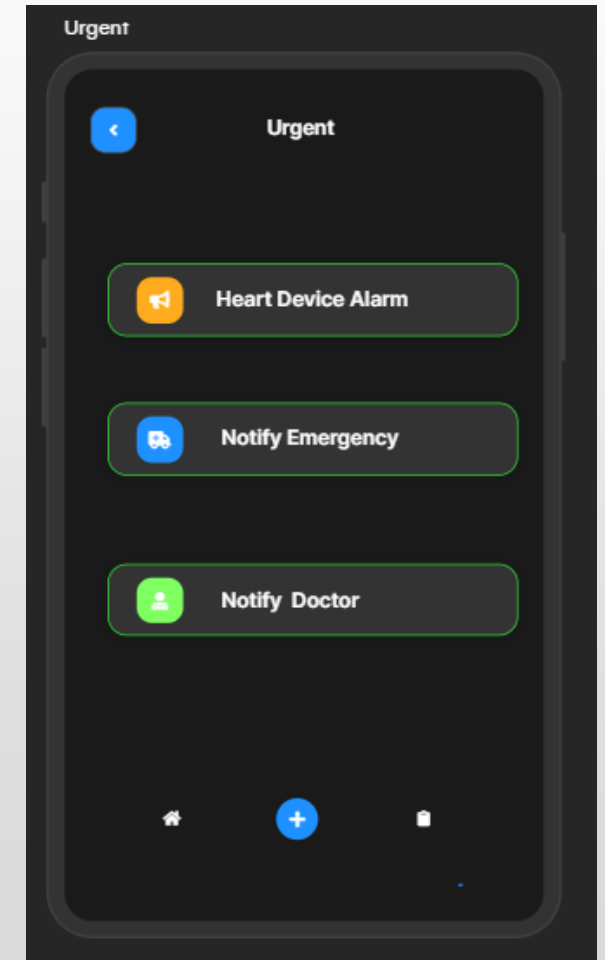 Urgent
Urgent
Heart Device Alarm
Notify Emergency
Notify Doctor